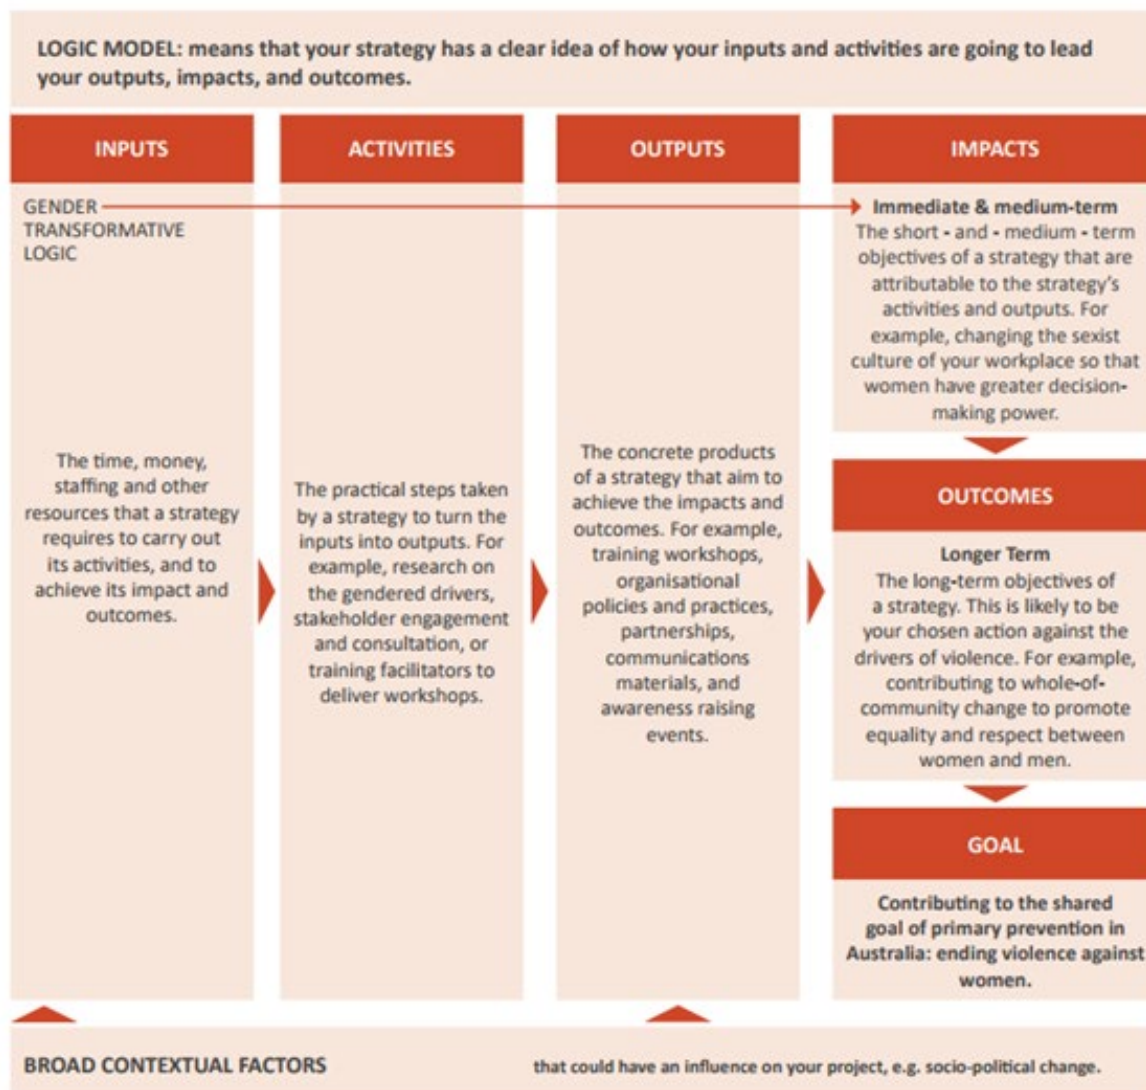 LOGIC MODEL: means that your strategy has a clear idea of how your inputs and activities are going to lead
your outputs, impacts, and outcomes.
INPUTS
GENDER
TRANSFORMATIVE
LOGIC
The time, money,
staffing and other
resources that a strategy
requires to carry out
its activities, and to
achieve its impact and
outcomes.
ACTIVITIES
The practical steps taken
by a strategy to turn the
inputs into outputs. For
example, research on
the gendered drivers,
stakeholder engagement
and consultation, or
training facilitators to
deliver workshops.
OUTPUTS
The concrete products
of a strategy that aim to
achieve the impacts and
outcomes. For example,
training workshops,
organisational
policies and practices,
partnerships,
communications
materials, and
awareness raising
events.
IMPACTS
Immediate & medium-term
The short - and - medium - term
objectives of a strategy that are
attributable to the strategy's
activities and outputs. For
example, changing the sexist
culture of your workplace so that
women have greater decision-
making power.
OUTCOMES
Longer Term
The long-term objectives of
a strategy. This is likely to be
your chosen action against the
drivers of violence. For example,
contributing to whole-of-
community change to promote
equality and respect between
women and men.
GOAL
Contributing to the shared
goal of primary prevention in
Australia: ending violence against
women.
BROAD CONTEXTUAL FACTORS that could have an influence on your project, e.g. socio-political change.